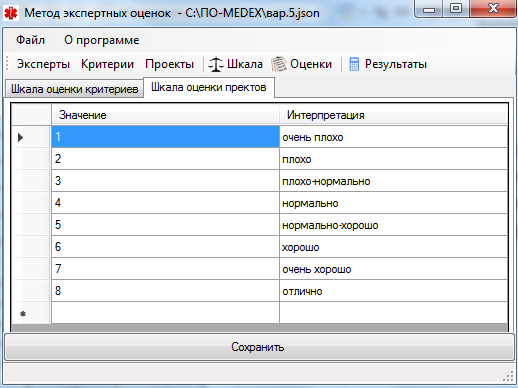 Метод экспертных оценок - C:\ПО-MEDEX\вар.5.json
Файл О программе
Эксперты Критерии Проекты Шкала Оценки Результаты
Шкала оценки критериев Шкала оценки пректов
Значение Интерпретация
1 очень плохо
2 плохо
3 плохо-нормально
4 нормально
5 нормально-хорошо
6 хорошо
7 очень хорошо
8 отлично
Сохранить